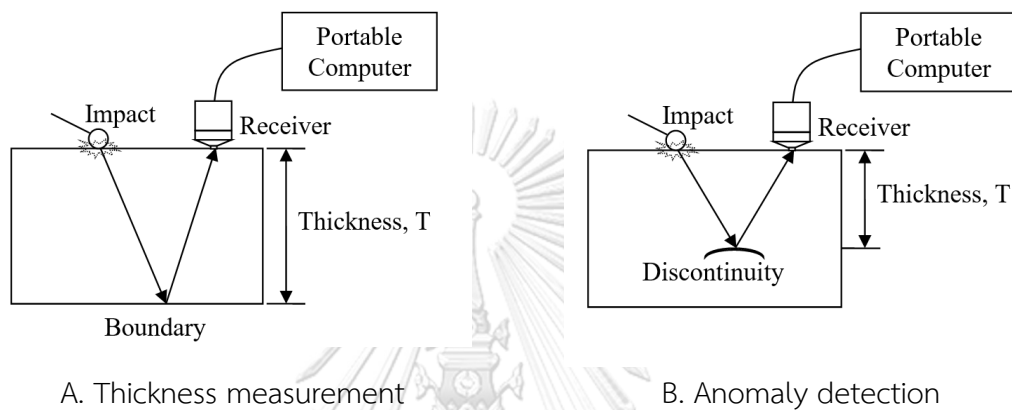 Portable
Computer
Impact
Receiver
Thickness, T
Boundary
A. Thickness measurement
Portable
Computer
Impact
Receiver
Thickness, T
Discontinuity
B. Anomaly detection